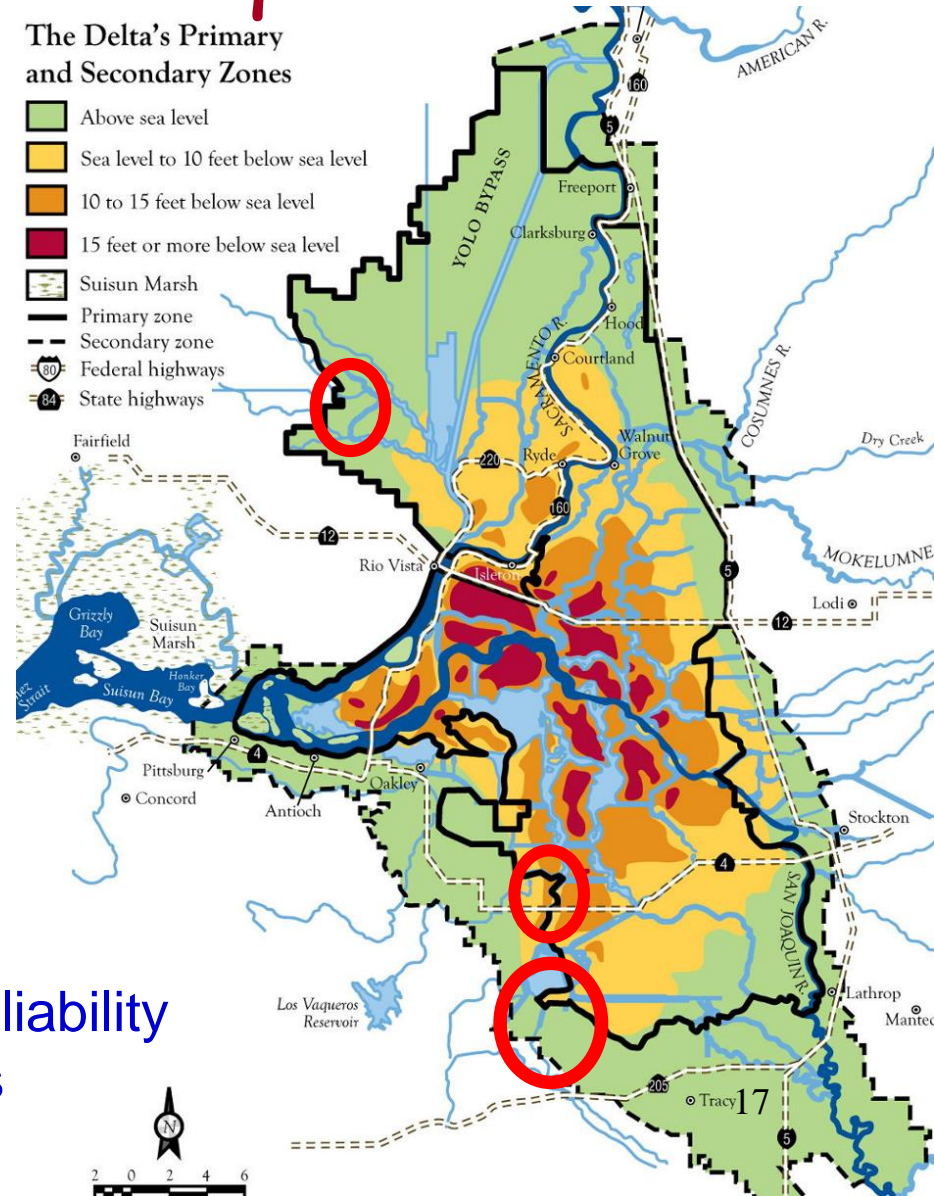 The Delta's Primary
and Secondary Zones
Above sea level
Sea level to 10 feet below sea level
10 to 15 feet below sea level
15 feet or more below sea level
Suisun Marsh
Primary zone
Secondary zone
80 Federal highways
84 State highways
AMERICAN R.
160
5
YOLO BYPASS
Freeport
Clarksburg
Hood
SACRAMENTO R.
Courtland
COSUMNES R.
Fairfield
Walnut
Grove
Dry Creek
220
Ryde
160
12
MOKELUMNE
Rio Vista
Isleton
5
Lodi
12
Grizzly
Bay
Suisun
Marsh
Honker
Bay
Strait
Suisun Bay
4
Pittsburg
Oakley
Concord
Antioch
Stockton
4
SAN JOAQUIN R.
Los Vaqueros
Reservoir
liability
s
Lathrop
Mantec
205
Tracy
17
5
N
2 0 2 4 6